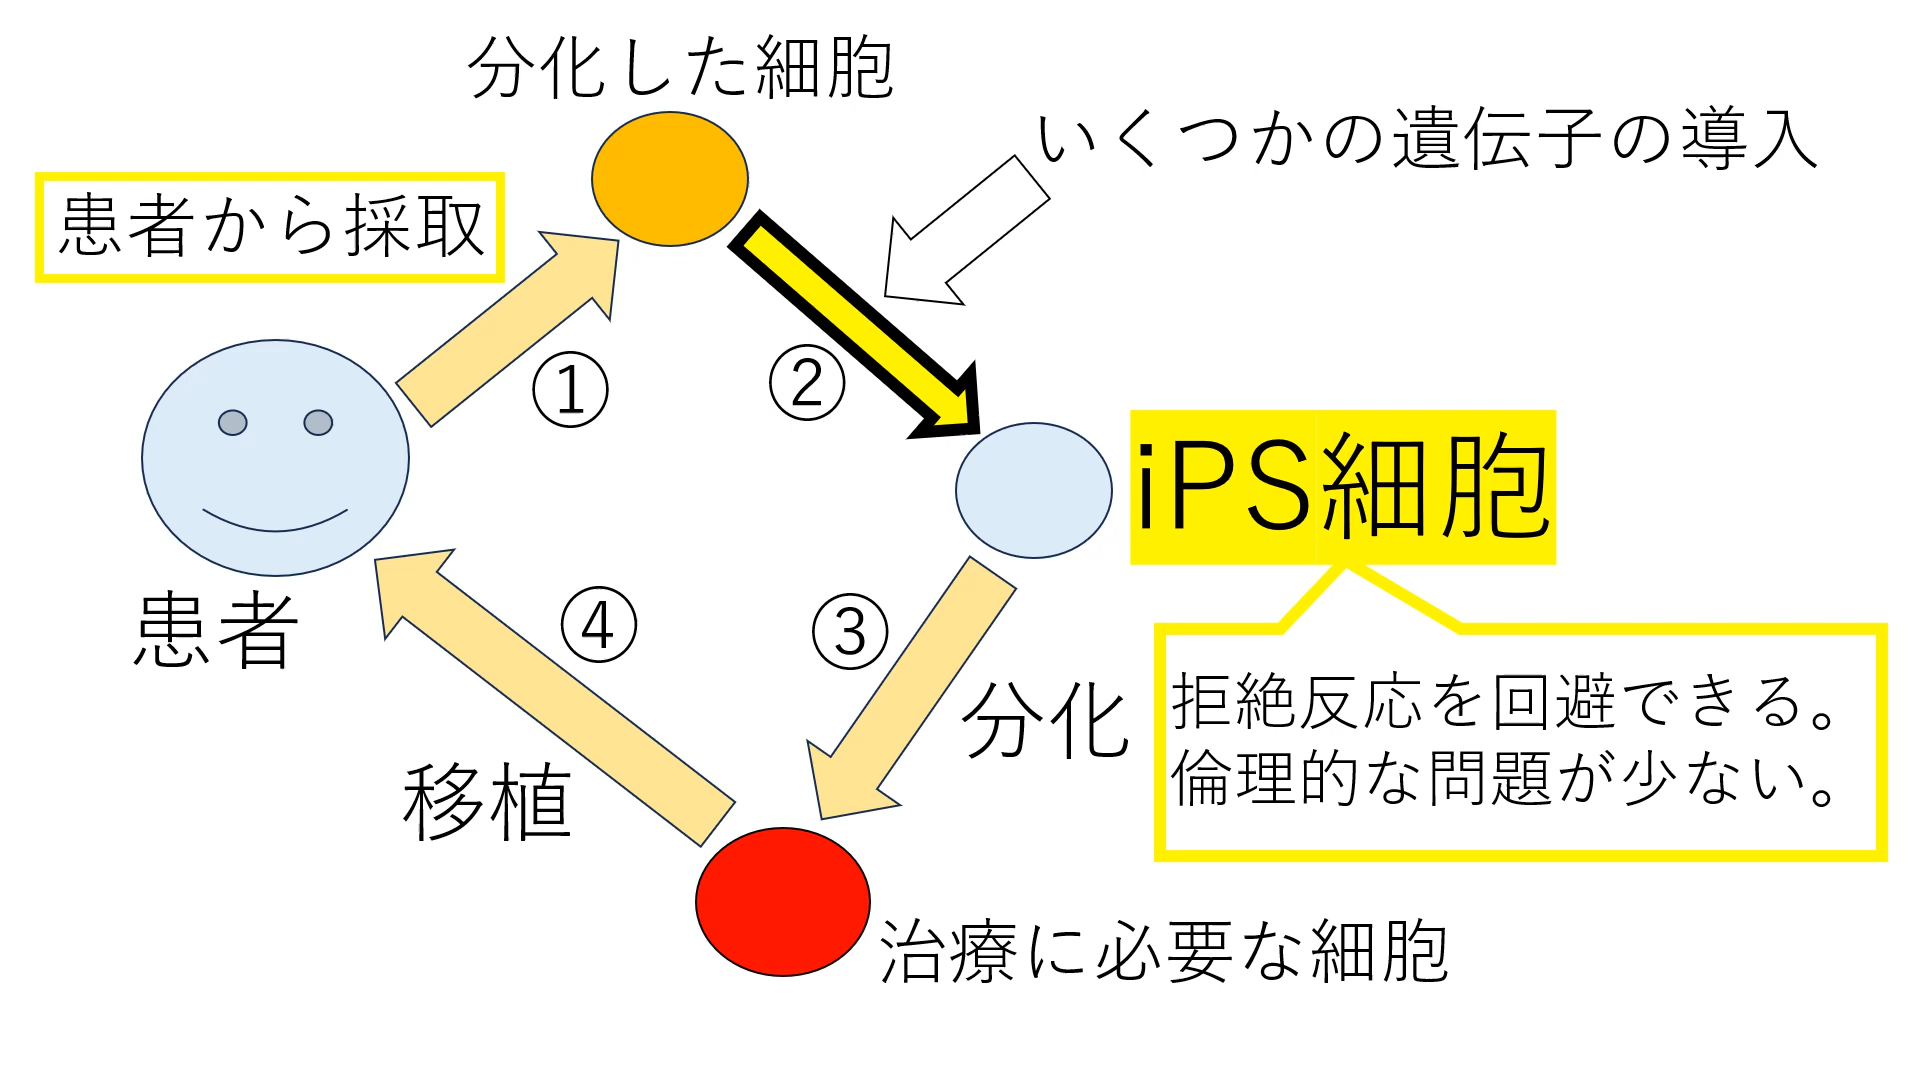 分化した細胞
いくつかの遺伝子の導入
患者から採取
①
②
iPS細胞
患者
④
③
分化
拒絶反応を回避できる。
倫理的な問題が少ない。
移植
治療に必要な細胞